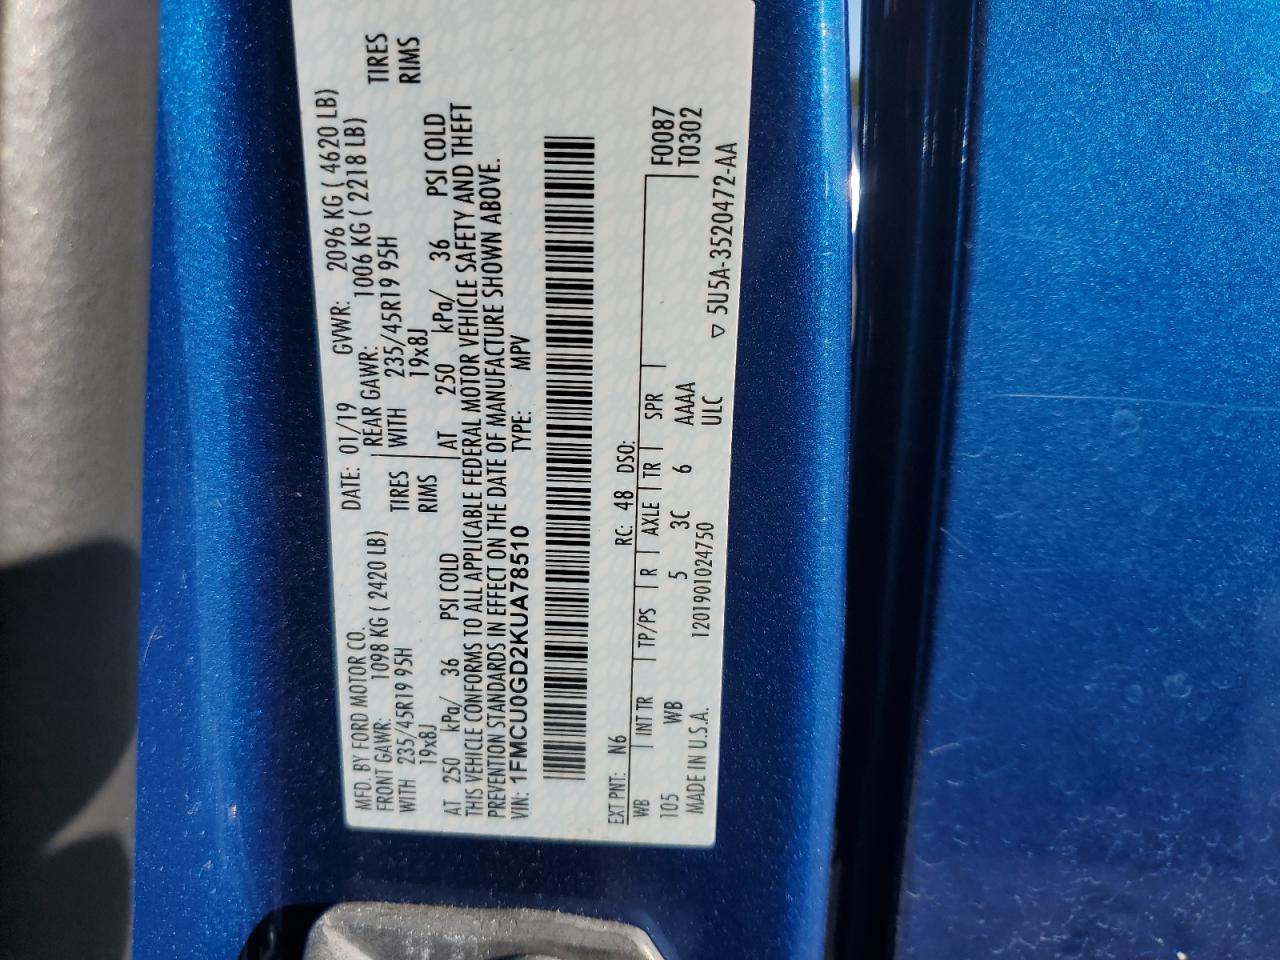 MFD. BY FORD MOTOR CO. DATE: 01/19 GVWR: 2096 KG ( 4620 LB)
FRONT GAWR: 1098 KG ( 2420 LB) REAR GAWR: 1006 KG ( 2218 LB)
WITH 235/45R19 95H TIRES WITH 235/45R19 95H TIRES
19x8J RIMS 19x8J RIMS
AT 250 kPa/ 36 PSI COLD AT 250 kPa/ 36 PSI COLD
THIS VEHICLE CONFORMS TO ALL APPLICABLE FEDERAL MOTOR VEHICLE SAFETY AND THEFT
PREVENTION STANDARDS IN EFFECT ON THE DATE OF MANUFACTURE SHOWN ABOVE.
VIN: 1FMCU0GD2KUA78510 TYPE: MPV
EXT PNT: N6 RC: 48 DSO:
WB INT TR TP/PS R AXLE TR SPR F0087
105 WB 5 3C 6 AAAA T0302
MADE IN U.S.A. 1201901024750 ULC
▽ 5U5A-3520472-AA